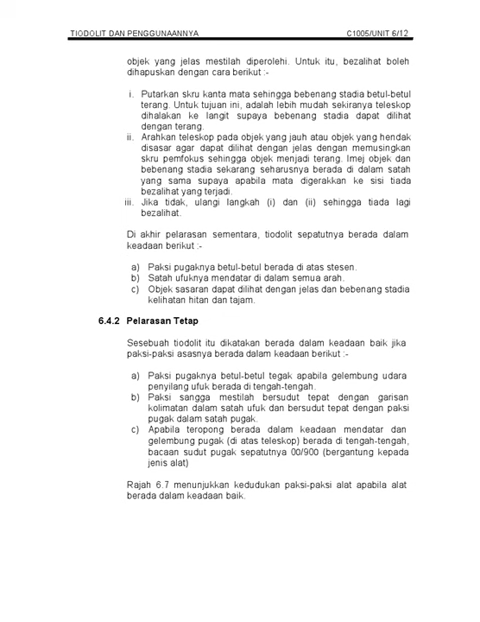 TIODOLIT DAN PENGGUNAANNYA C1005/UNIT 6/12
objek yang jelas mestilah diperolehi. Untuk itu, bezalihat boleh
dihapuskan dengan cara berikut :-
i. Putarkan skru kanta mata sehingga bebenang stadia betul-betul
terang. Untuk tujuan ini, adalah lebih mudah sekiranya teleskop
dihalakan ke langit supaya bebenang stadia dapat dilihat
dengan terang.
ii. Arahkan teleskop pada objek yang jauh atau objek yang hendak
disasar agar dapat dilihat dengan jelas dengan memusingkan
skru pemfokus sehingga objek menjadi terang. Imej objek dan
bebenang stadia sekarang seharusnya berada di dalam satah
yang sama supaya apabila mata digerakkan ke sisi tiada
bezalihat yang terjadi.
iii. Jika tidak, ulangi langkah (i) dan (ii) sehingga tiada lagi
bezalihat.
Di akhir pelarasan sementara, tiodolit sepatutnya berada dalam
keadaan berikut :-
a) Paksi pugaknya betul-betul berada di atas stesen.
b) Satah ufuknya mendatar di dalam semua arah.
c) Objek sasaran dapat dilihat dengan jelas dan bebenang stadia
kelihatan hitan dan tajam.
6.4.2 Pelarasan Tetap
Sesebuah tiodolit itu dikatakan berada dalam keadaan baik jika
paksi-paksi asasnya berada dalam keadaan berikut :-
a) Paksi pugaknya betul-betul tegak apabila gelembung udara
penyilang ufuk berada di tengah-tengah.
b) Paksi sangga mestilah bersudut tepat dengan garisan
kolimatan dalam satah ufuk dan bersudut tepat dengan paksi
pugak dalam satah pugak.
c) Apabila teropong berada dalam keadaan mendatar dan
gelembung pugak (di atas teleskop) berada di tengah-tengah,
bacaan sudut pugak sepatutnya 00/900 (bergantung kepada
jenis alat)
Rajah 6.7 menunjukkan kedudukan paksi-paksi alat apabila alat
berada dalam keadaan baik.